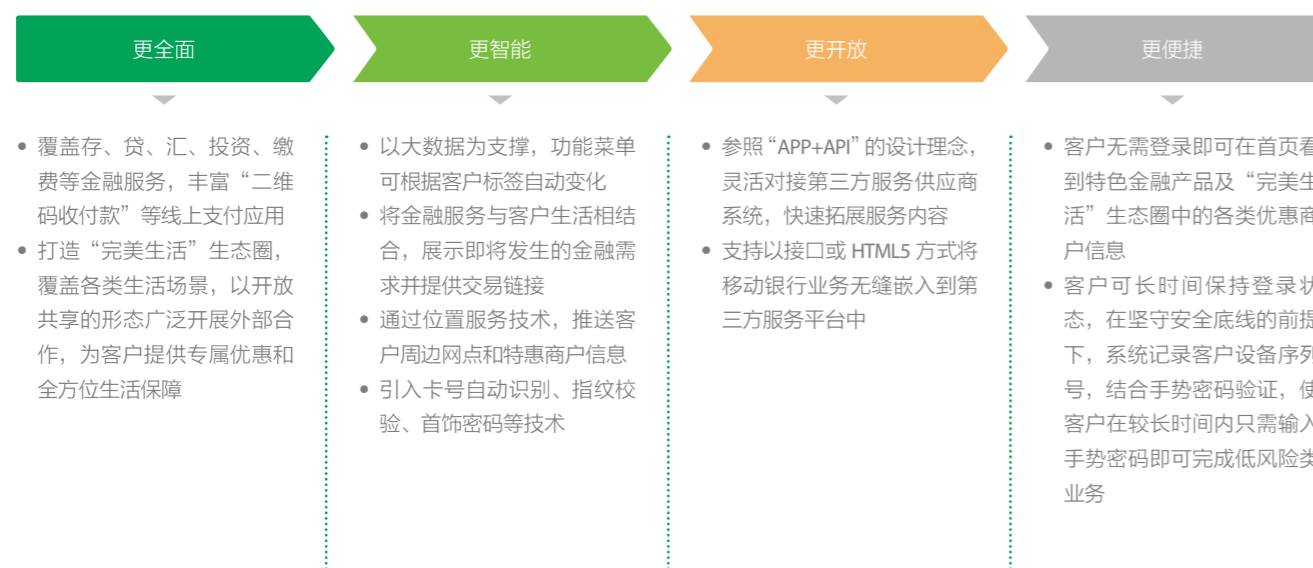 更全面
更智能
更开放
更便捷
• 覆盖存、贷、汇、投资、缴
费等金融服务，丰富“二维
码收付款”等线上支付应用
• 打造“完美生活”生态圈，
覆盖各类生活场景，以开放
共享的形态广泛开展外部合
作，为客户提供专属优惠和
全方位生活保障
• 以大数据为支撑，功能菜单
可根据客户标签自动变化
• 将金融服务与客户生活相结
合，展示即将发生的金融需
求并提供交易链接
• 通过位置服务技术，推送客
户周边网点和特惠商户信息
• 引入卡号自动识别、指纹校
验、首饰密码等技术
• 参照“APP+API”的设计理念，
灵活对接第三方服务供应商
系统，快速拓展服务内容
• 支持以接口或 HTML5 方式将
移动银行业务无缝嵌入到第
三方服务平台中
• 客户无需登录即可在首页看
到特色金融产品及“完美生
活”生态圈中的各类优惠商
户信息
• 客户可长时间保持登录状
态，在坚守安全底线的前提
下，系统记录客户设备序列
号，结合手势密码验证，使
客户在较长时间内只需输入
手势密码即可完成低风险类
业务